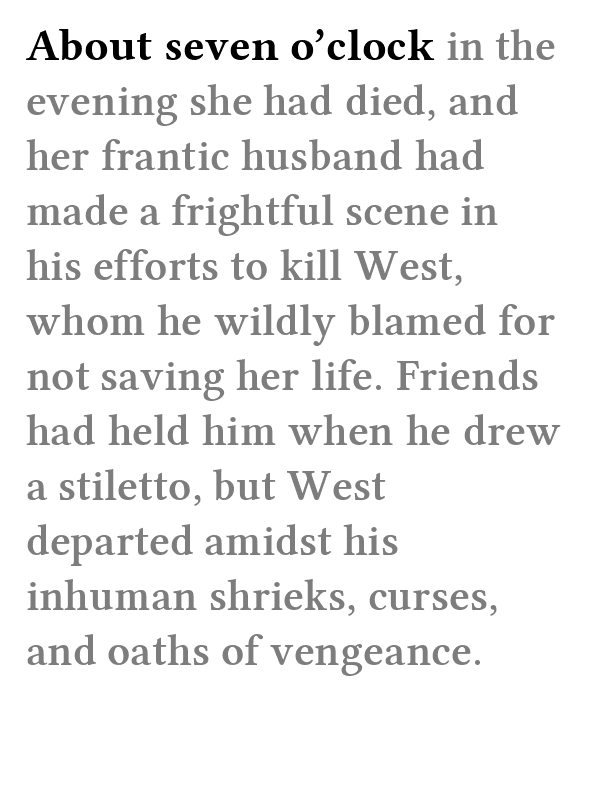 About seven o’clock in the
evening she had died, and
her frantic husband had
made a frightful scene in
his efforts to kill West,
whom he wildly blamed for
not saving her life. Friends
had held him when he drew
a stiletto, but West
departed amidst his
inhuman shrieks, curses,
and oaths of vengeance.